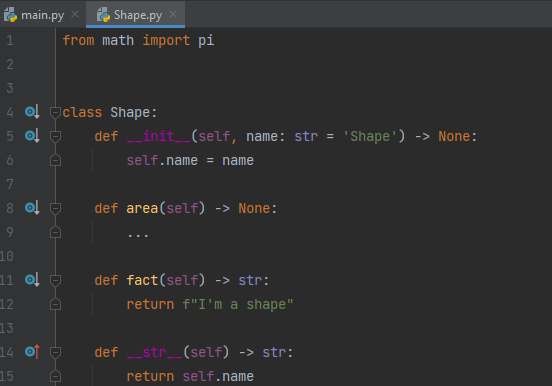 main.py Shape.py
1 from math import pi
2
3
4 class Shape:
5     def __init__(self, name: str = 'Shape') -> None:
6         self.name = name
7
8     def area(self) -> None:
9         ...
10
11     def fact(self) -> str:
12         return f"I'm a shape"
13
14     def __str__(self) -> str:
15         return self.name